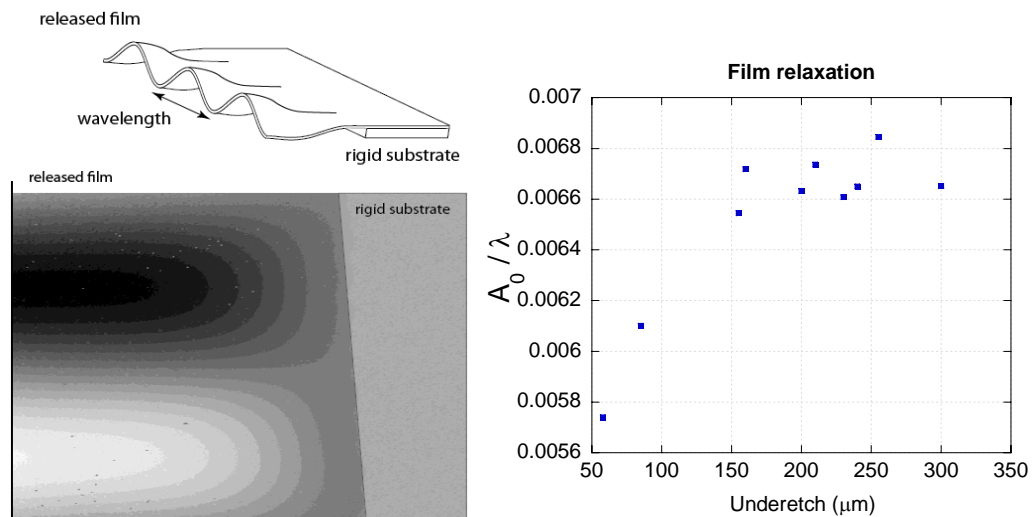 released film
wavelength
rigid substrate
released film
rigid substrate
Film relaxation
A₀ / λ
0.007
0.0068
0.0066
0.0064
0.0062
0.006
0.0058
0.0056
50 100 150 200 250 300 350
Underetch (μm)